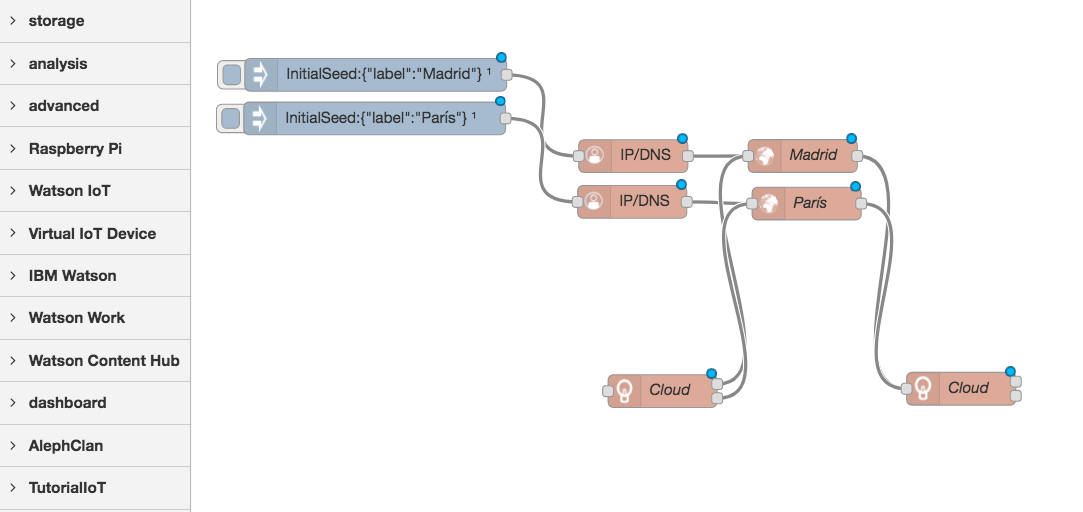 storage
analysis
advanced
Raspberry Pi
Watson IoT
Virtual IoT Device
IBM Watson
Watson Work
Watson Content Hub
dashboard
AlephClan
TutorialIoT
InitialSeed:{"label":"Madrid"} ¹
InitialSeed:{"label":"París"} ¹
IP/DNS
Madrid
IP/DNS
París
Cloud
Cloud